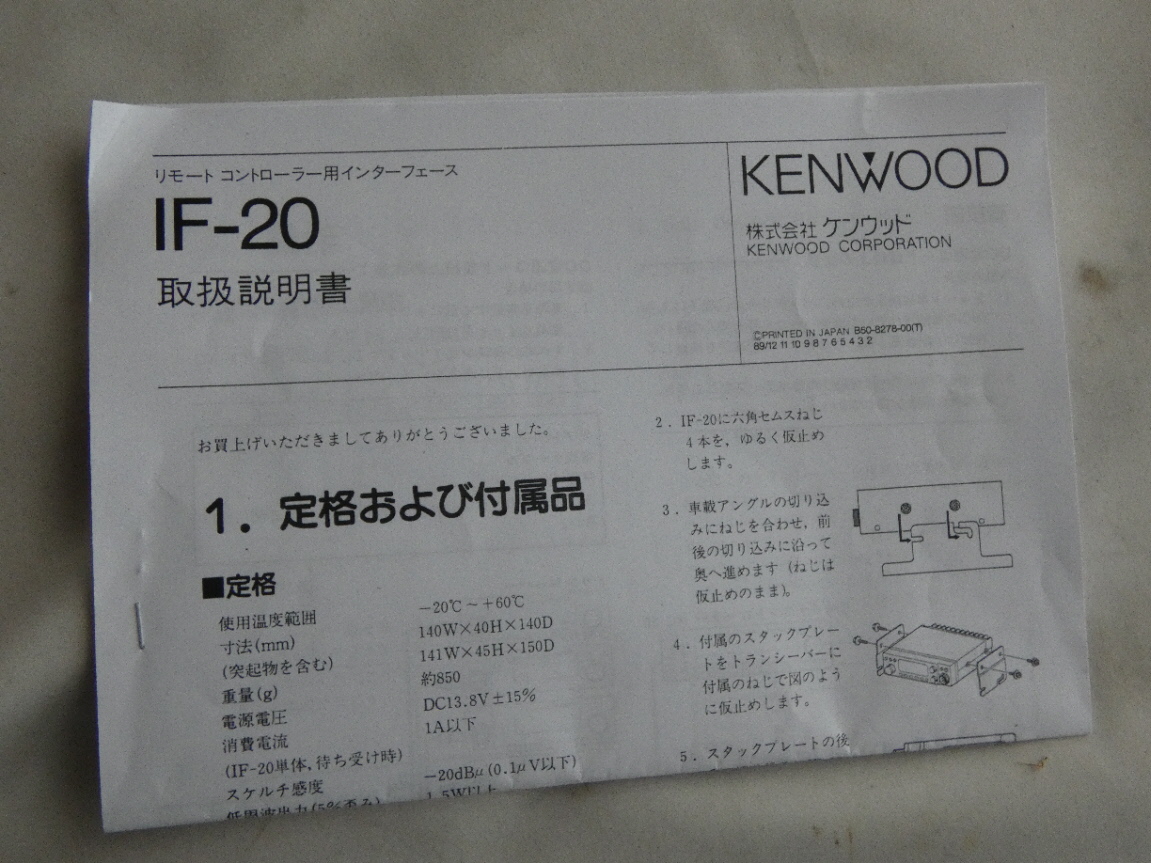 リモート コントローラー用インターフェース
IF-20
取扱説明書
KENWOOD
株式会社 ケンウッド
KENWOOD CORPORATION
©PRINTED IN JAPAN B50-8278-00(T)
89/12 11 10 9 8 7 6 5 4 3 2
お買上げいただきましてありがとうございました。
1. 定格および付属品
■定格
使用温度範囲 −20℃～+60℃
寸法(mm) 140W×40H×140D
(突起物を含む) 141W×45H×150D
重量(g) 約850
電源電圧 DC13.8V±15%
消費電流 1A以下
(IF-20単体,待ち受け時)
スケルチ感度 −20dBμ(0.1μV以下)
低周波出力(5%歪み) 1.5W以上
2. IF-20に六角セムスねじ
4本を，ゆるく仮止め
します。
3. 車載アングルの切り込
みにねじを合わせ，前
後の切り込みに沿って
奥へ進めます（ねじは
仮止めのまま）。
4. 付属のスタックプレー
トをトランシーバーに
付属のねじで図のよう
に仮止めします。
5. スタックプレートの後